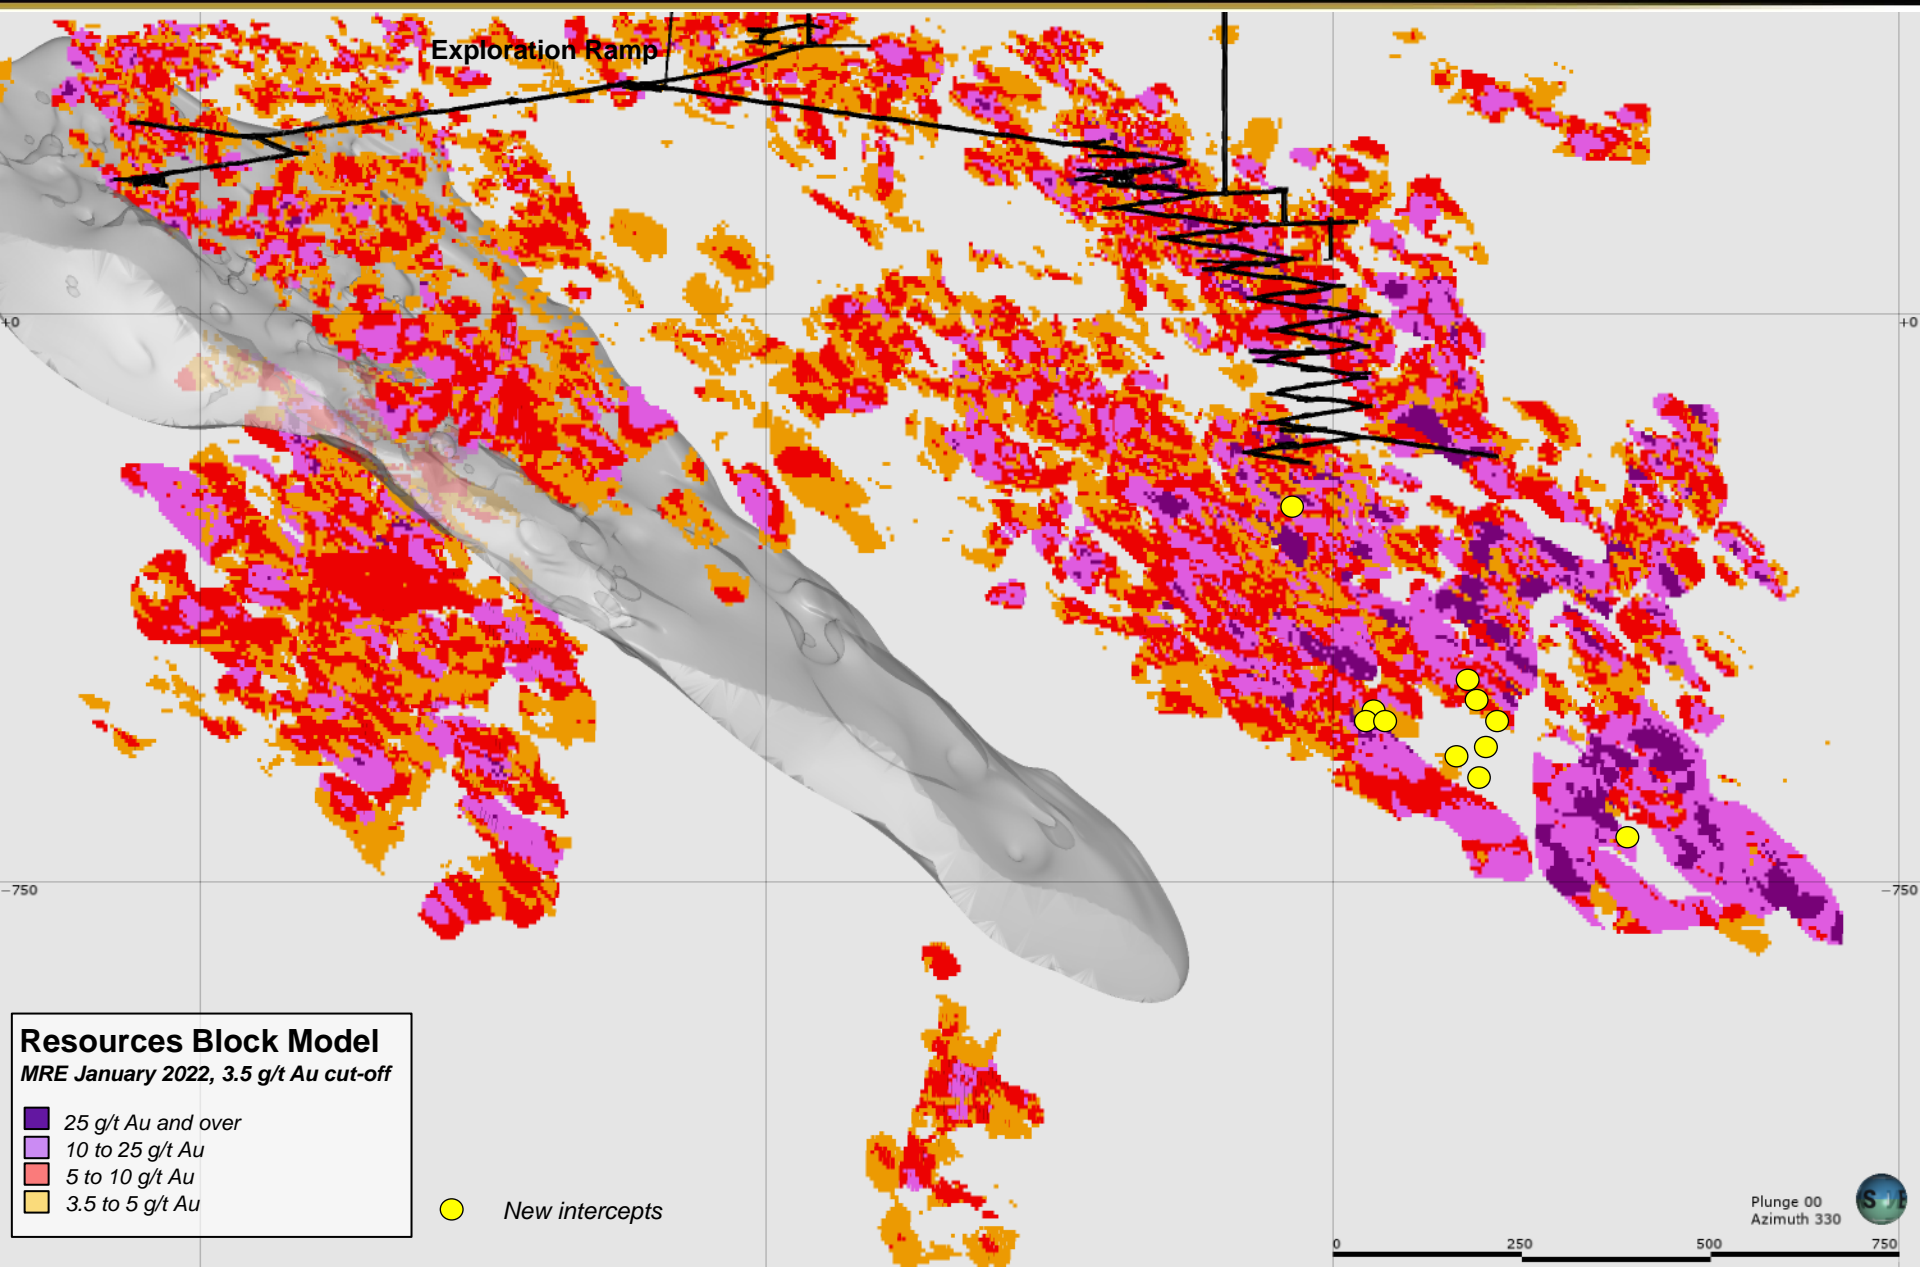 Exploration Ramp
+0
+0
−750
−750
Resources Block Model
MRE January 2022, 3.5 g/t Au cut-off
25 g/t Au and over
10 to 25 g/t Au
5 to 10 g/t Au
3.5 to 5 g/t Au
New intercepts
Plunge 00
Azimuth 330
0 250 500 750